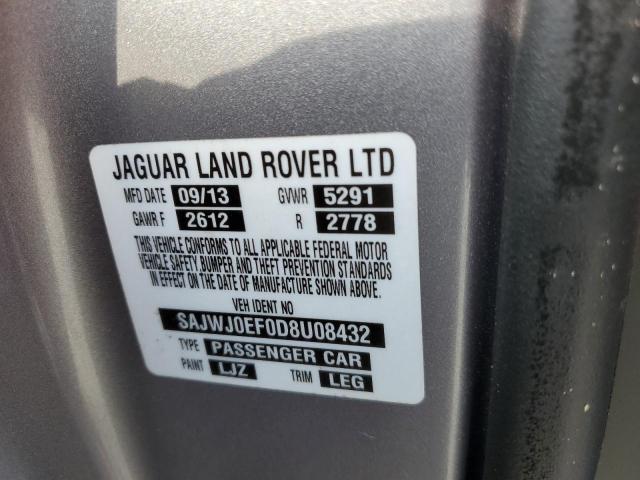 JAGUAR LAND ROVER LTD
MFD DATE 09/13 GVWR 5291
GAWR F 2612 R 2778
THIS VEHICLE CONFORMS TO ALL APPLICABLE FEDERAL MOTOR
VEHICLE SAFETY, BUMPER AND THEFT PREVENTION STANDARDS
IN EFFECT ON THE DATE OF MANUFACTURE SHOWN ABOVE.
VEH IDENT NO
SAJWJ0EF0D8U08432
TYPE PASSENGER CAR
PAINT LJZ TRIM LEG